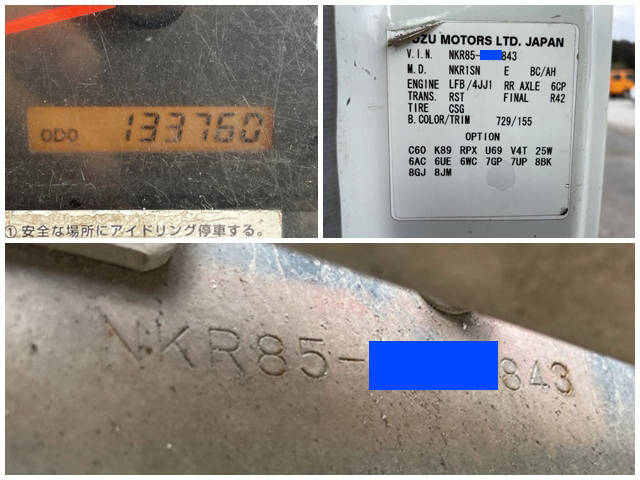 ODO 133760
①安全な場所にアイドリング停車する。
UZU MOTORS LTD. JAPAN
V.I.N. NKR85- 843
M.D. NKR1SN E BC/AH
ENGINE LFB/4JJ1 RR AXLE 6CP
TRANS. RST FINAL R42
TIRE CSG
B.COLOR/TRIM 729/155
OPTION
C60 K89 RPX U69 V4T 25W
6AC 6UE 6WC 7GP 7UP 8BK
8GJ 8JM
NKR85- 843